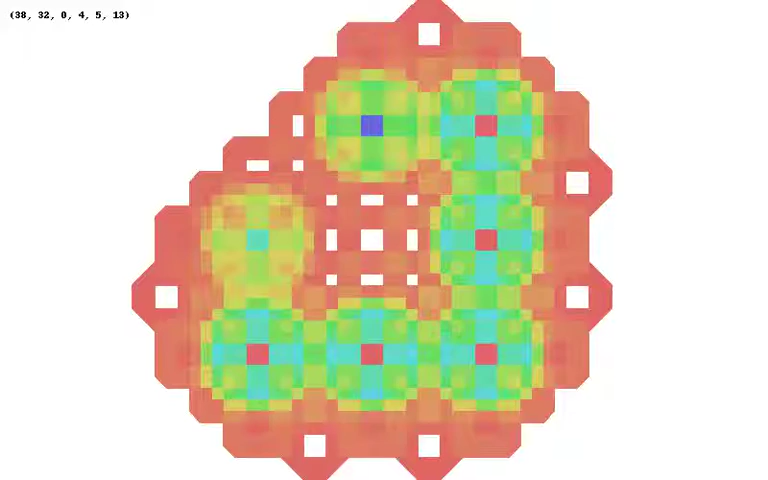 (38, 32, 0, 4, 5, 13)